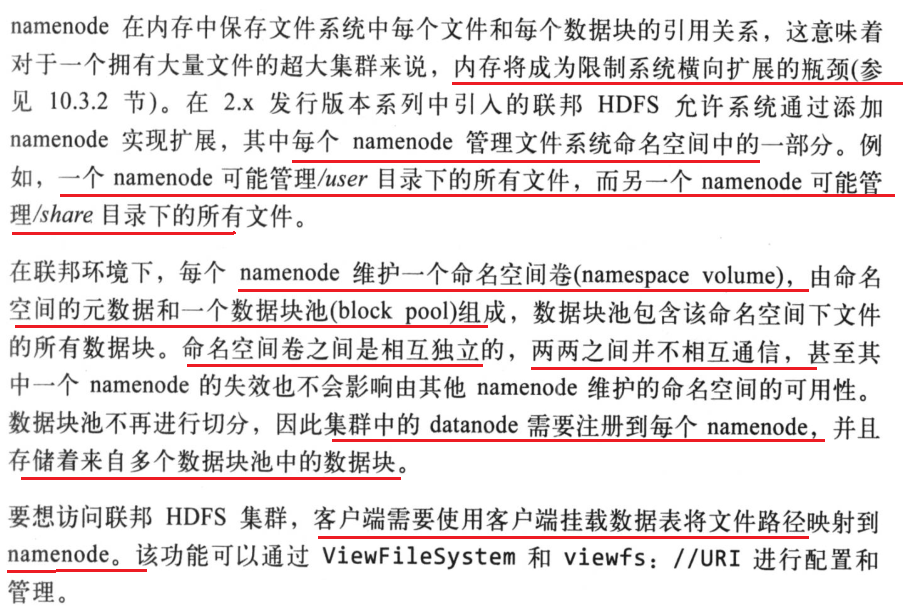 namenode 在内存中保存文件系统中每个文件和每个数据块的引用关系，这意味着
对于一个拥有大量文件的超大集群来说，内存将成为限制系统横向扩展的瓶颈(参
见 10.3.2 节)。在 2.x 发行版本系列中引入的联邦 HDFS 允许系统通过添加
namenode 实现扩展，其中每个 namenode 管理文件系统命名空间中的一部分。例
如，一个 namenode 可能管理/user 目录下的所有文件，而另一个 namenode 可能管
理/share 目录下的所有文件。
在联邦环境下，每个 namenode 维护一个命名空间卷(namespace volume)，由命名
空间的元数据和一个数据块池(block pool)组成，数据块池包含该命名空间下文件
的所有数据块。命名空间卷之间是相互独立的，两两之间并不相互通信，甚至其
中一个 namenode 的失效也不会影响由其他 namenode 维护的命名空间的可用性。
数据块池不再进行切分，因此集群中的 datanode 需要注册到每个 namenode，并且
存储着来自多个数据块池中的数据块。
要想访问联邦 HDFS 集群，客户端需要使用客户端挂载数据表将文件路径映射到
namenode。该功能可以通过 ViewFileSystem 和 viewfs：//URI 进行配置和
管理。